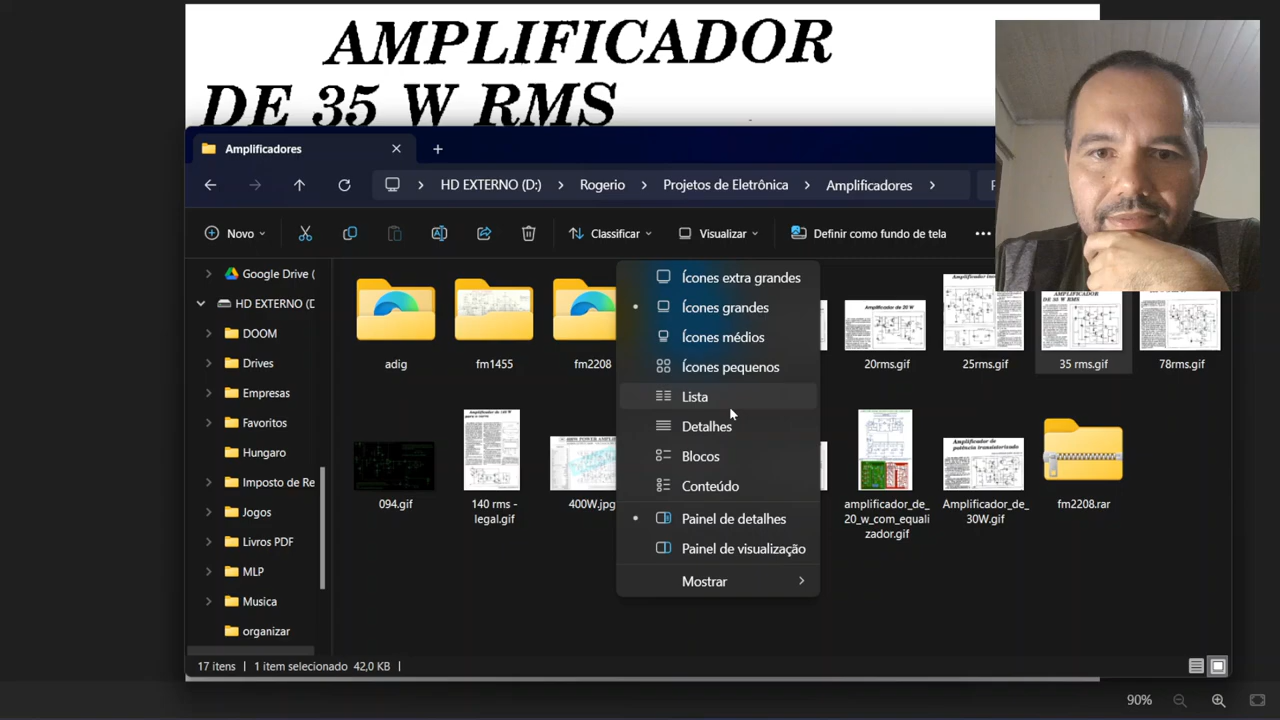 AMPLIFICADOR
DE 35 W RMS
Amplificadores
HD EXTERNO (D:) > Rogerio > Projetos de Eletrônica > Amplificadores >
Novo
Classificar
Visualizar
Definir como fundo de tela
Google Drive (
HD EXTERNO (D
DOOM
Drives
Empresas
Favoritos
Hungaro
Imposto de Re
Jogos
Livros PDF
MLP
Musica
organizar
adig
fm1455
fm2208
20rms.gif
25rms.gif
35 rms.gif
78rms.gif
094.gif
140 rms -
legal.gif
400W.jpg
amplificador_de_
20_w_com_equali
zador.gif
Amplificador_de_
30W.gif
fm2208.rar
Ícones extra grandes
Ícones grandes
Ícones médios
Ícones pequenos
Lista
Detalhes
Blocos
Conteúdo
Painel de detalhes
Painel de visualização
Mostrar
17 itens
1 item selecionado 42,0 KB
90%